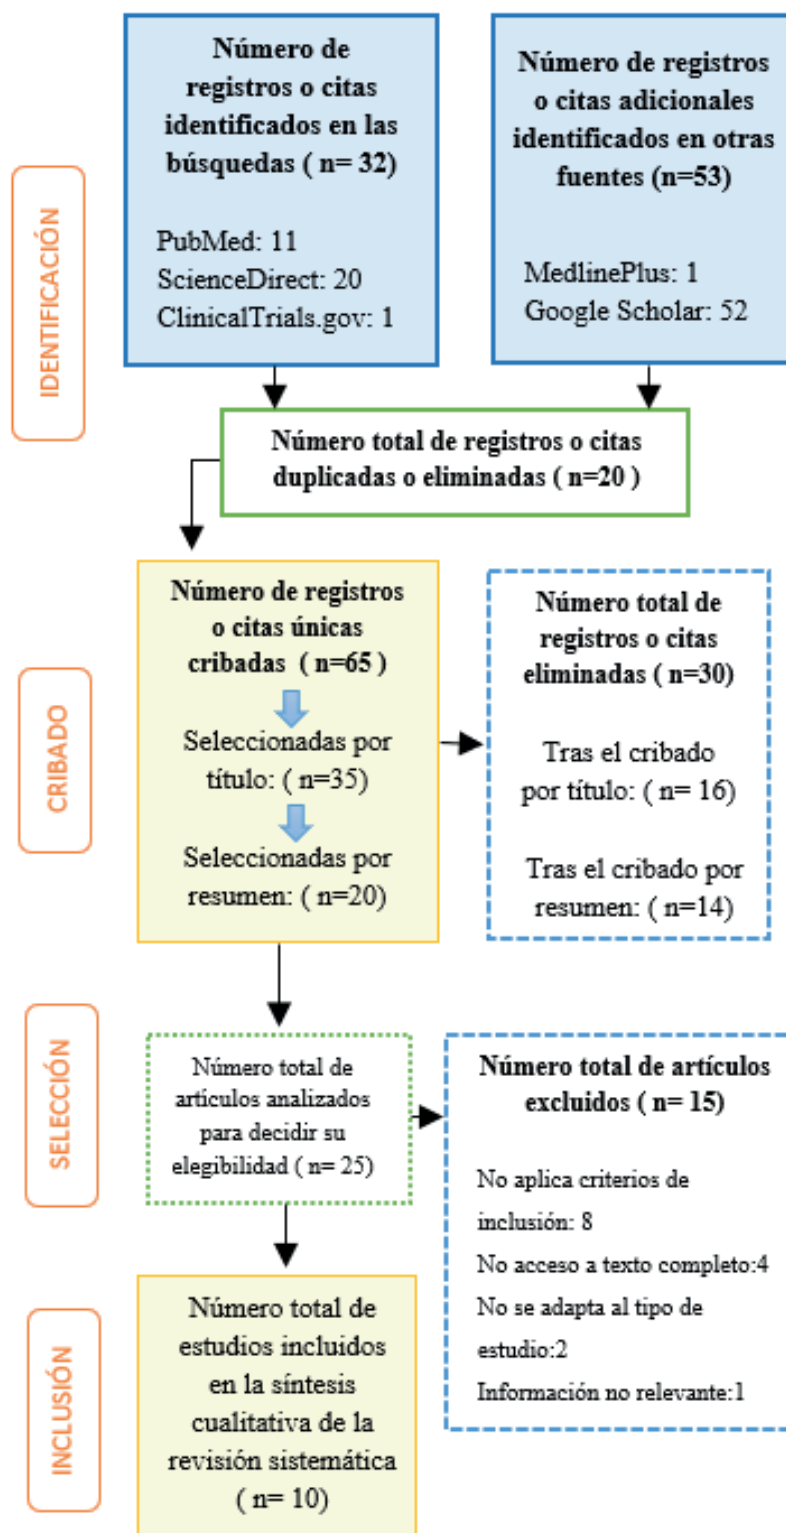 IDENTIFICACIÓN
Número de
registros o citas
identificados en las
búsquedas ( n= 32)
PubMed: 11
ScienceDirect: 20
ClinicalTrials.gov: 1
Número de registros
o citas adicionales
identificados en otras
fuentes (n=53)
MedlinePlus: 1
Google Scholar: 52
Número total de registros o citas
duplicadas o eliminadas ( n=20 )
CRIBADO
Número de registros
o citas únicas
cribadas ( n=65 )
Seleccionadas por
título: ( n=35)
Seleccionadas por
resumen: ( n=20)
Número total de
registros o citas
eliminadas ( n=30)
Tras el cribado
por título: ( n= 16)
Tras el cribado por
resumen: ( n=14)
SELECCIÓN
Número total de
artículos analizados
para decidir su
elegibilidad ( n= 25)
Número total de artículos
excluidos ( n= 15)
No aplica criterios de
inclusión: 8
No acceso a texto completo:4
No se adapta al tipo de
estudio:2
Información no relevante:1
INCLUSIÓN
Número total de
estudios incluidos
en la síntesis
cualitativa de la
revisión sistemática
( n= 10)